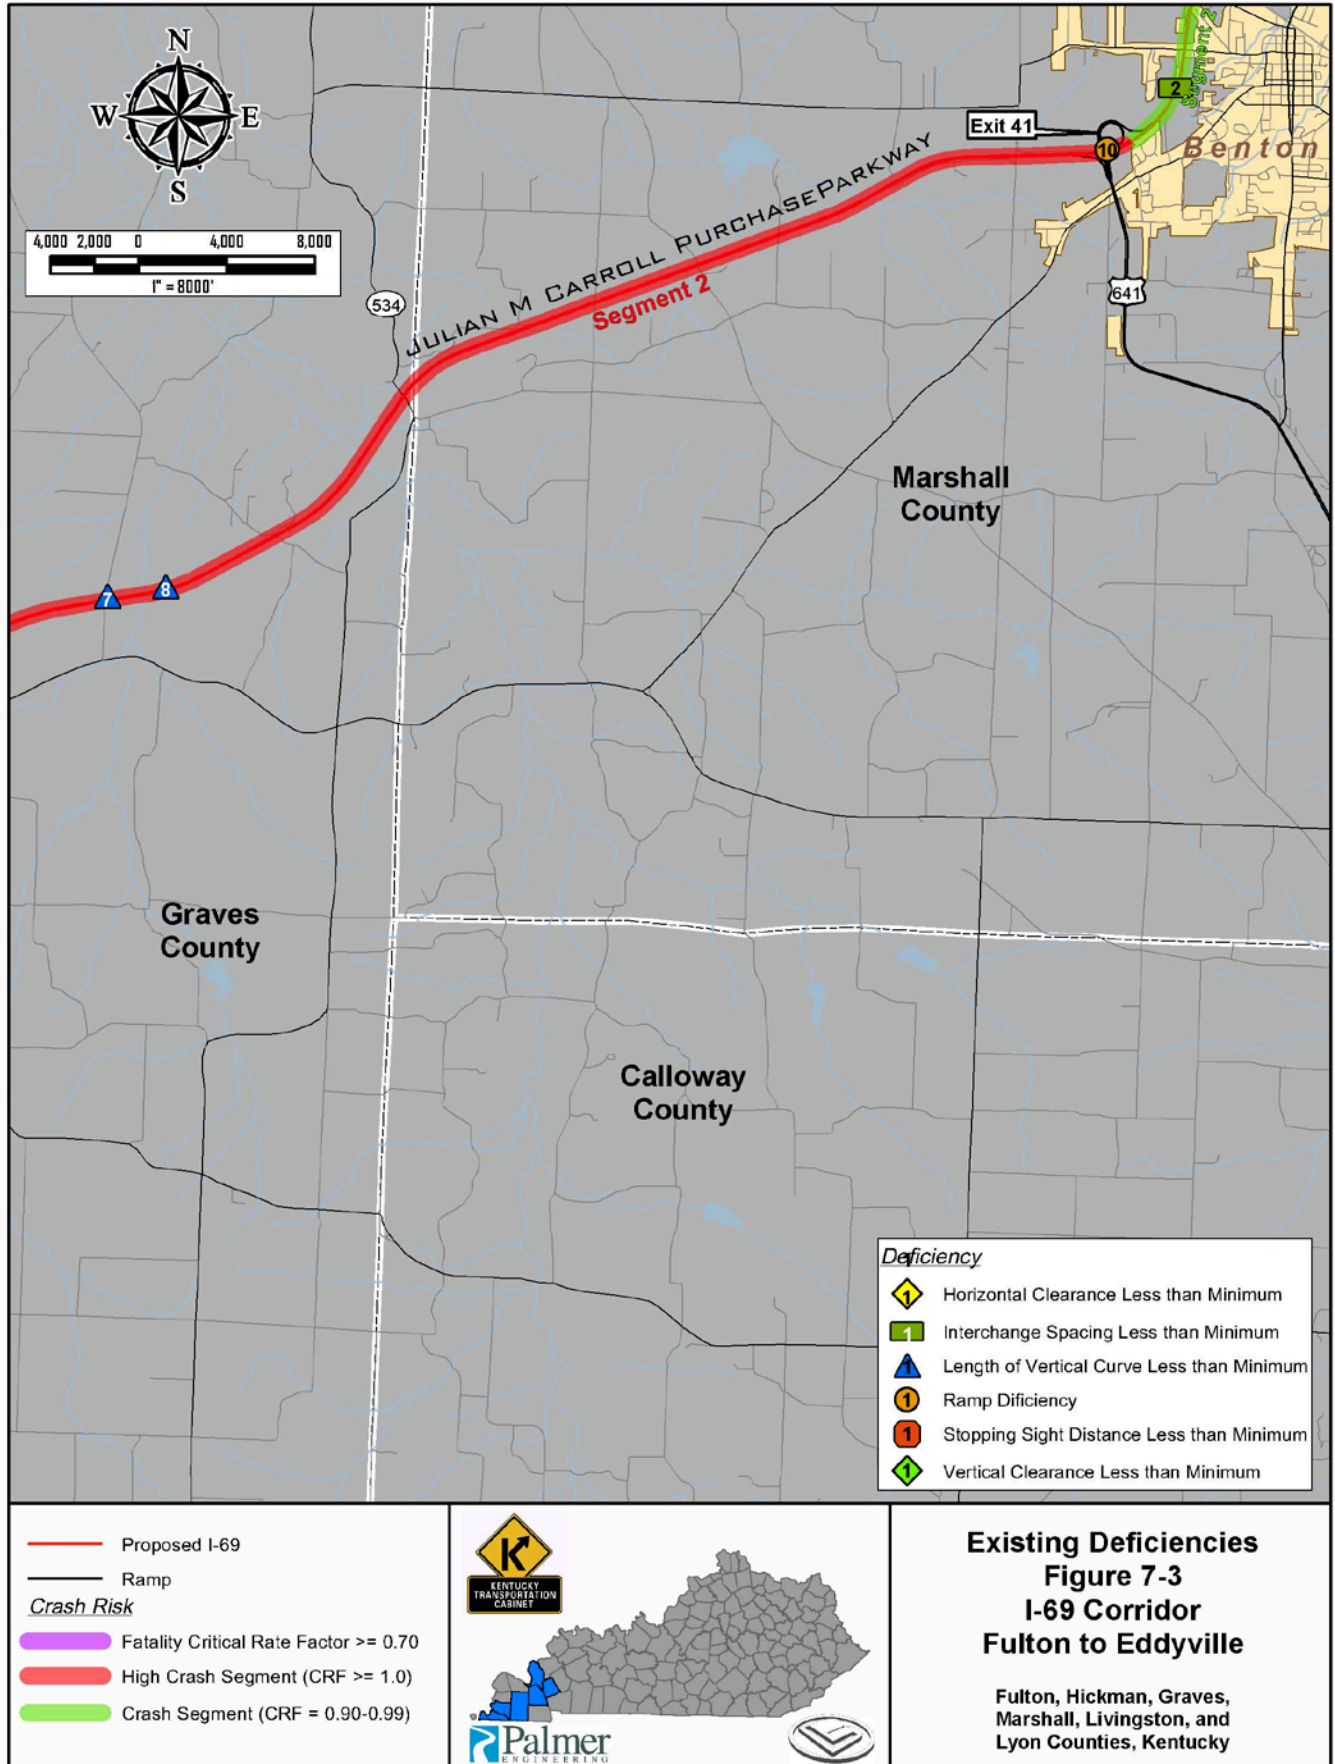 N
W
E
S
4,000 2,000 0 4,000 8,000
1" = 8000'
534
JULIAN M CARROLL PURCHASE PARKWAY
Segment 2
Exit 41
10
2
Segment 2
Benton
641
7
8
Marshall
County
Graves
County
Calloway
County
Deficiency
1 Horizontal Clearance Less than Minimum
1 Interchange Spacing Less than Minimum
1 Length of Vertical Curve Less than Minimum
1 Ramp Dificiency
1 Stopping Sight Distance Less than Minimum
1 Vertical Clearance Less than Minimum
Proposed I-69
Ramp
Crash Risk
Fatality Critical Rate Factor >= 0.70
High Crash Segment (CRF >= 1.0)
Crash Segment (CRF = 0.90-0.99)
K
KENTUCKY
TRANSPORTATION
CABINET
Palmer
ENGINEERING
Existing Deficiencies
Figure 7-3
I-69 Corridor
Fulton to Eddyville
Fulton, Hickman, Graves,
Marshall, Livingston, and
Lyon Counties, Kentucky